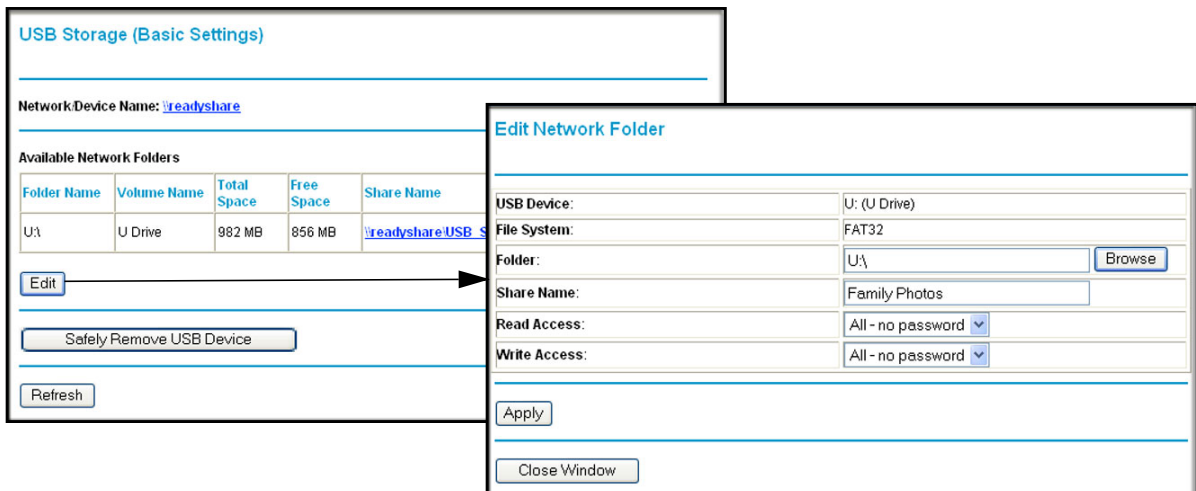 USB Storage (Basic Settings)
Network/Device Name: \\readyshare
Available Network Folders
Folder Name Volume Name Total Space Free Space Share Name
U:\ U Drive 982 MB 856 MB \\readyshare\USB_S
Edit
Safely Remove USB Device
Refresh
Edit Network Folder
USB Device: U: (U Drive)
File System: FAT32
Folder: U:\ Browse
Share Name: Family Photos
Read Access: All - no password
Write Access: All - no password
Apply
Close Window